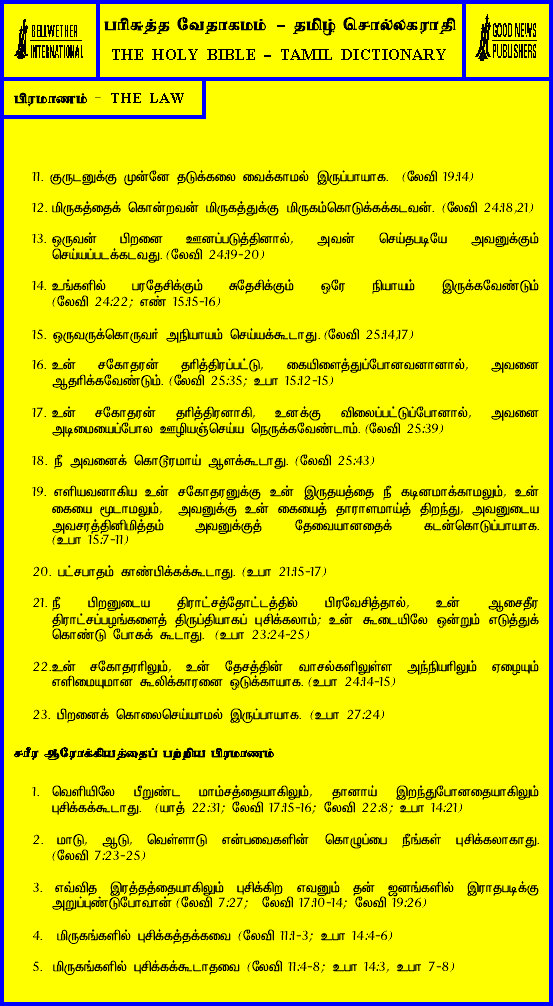 BELLWETHER
INTERNATIONAL
பரிசுத்த வேதாகமம் - தமிழ் சொல்லகராதி
THE HOLY BIBLE - TAMIL DICTIONARY
GOOD NEWS
PUBLISHERS
பிரமாணம் - THE LAW
11. குருடனுக்கு முன்னே தடுக்கலை வைக்காமல் இருப்பாயாக. (லேவி 19:14)
12. மிருகத்தைக் கொன்றவன் மிருகத்துக்கு மிருகம்கொடுக்கக்கடவன். (லேவி 24:18,21)
13. ஒருவன் பிறனை ஊனப்படுத்தினால், அவன் செய்தபடியே அவனுக்கும்
செய்யப்படக்கடவது. (லேவி 24:19-20)
14. உங்களில் பரதேசிக்கும் சுதேசிக்கும் ஒரே நியாயம் இருக்கவேண்டும்
(லேவி 24:22; எண் 15:15-16)
15. ஒருவருக்கொருவர் அநியாயம் செய்யக்கூடாது. (லேவி 25:14,17)
16. உன் சகோதரன் தரித்திரப்பட்டு, கையிளைத்துப்போனவனானால், அவனை
ஆதரிக்கவேண்டும். (லேவி 25:35; உபா 15:12-15)
17. உன் சகோதரன் தரித்திரனாகி, உனக்கு விலைப்பட்டுப்போனால், அவனை
அடிமையைப்போல ஊழியஞ்செய்ய நெருக்கவேண்டாம். (லேவி 25:39)
18. நீ அவனைக் கொடூரமாய் ஆளக்கூடாது. (லேவி 25:43)
19. எளியவனாகிய உன் சகோதரனுக்கு உன் இருதயத்தை நீ கடினமாக்காமலும், உன்
கையை மூடாமலும், அவனுக்கு உன் கையைத் தாராளமாய்த் திறந்து, அவனுடைய
அவசரத்தினிமித்தம் அவனுக்குத் தேவையானதைக் கடன்கொடுப்பாயாக.
(உபா 15:7-11)
20. பட்சபாதம் காண்பிக்கக்கூடாது. (உபா 21:15-17)
21. நீ பிறனுடைய திராட்சத்தோட்டத்தில் பிரவேசித்தால், உன் ஆசைதீர
திராட்சப்பழங்களைத் திருப்தியாகப் புசிக்கலாம்; உன் கூடையிலே ஒன்றும் எடுத்துக்
கொண்டு போகக் கூடாது. (உபா 23:24-25)
22.உன் சகோதரரிலும், உன் தேசத்தின் வாசல்களிலுள்ள அந்நியரிலும் ஏழையும்
எளிமையுமான கூலிக்காரனை ஒடுக்காயாக. (உபா 24:14-15)
23. பிறனைக் கொலைசெய்யாமல் இருப்பாயாக. (உபா 27:24)
சரீர ஆரோக்கியத்தைப் பற்றிய பிரமாணம்
1. வெளியிலே பீறுண்ட மாம்சத்தையாகிலும், தானாய் இறந்துபோனதையாகிலும்
புசிக்கக்கூடாது. (யாத் 22:31; லேவி 17:15-16; லேவி 22:8; உபா 14:21)
2. மாடு, ஆடு, வெள்ளாடு என்பவைகளின் கொழுப்பை நீங்கள் புசிக்கலாகாது.
(லேவி 7:23-25)
3. எவ்வித இரத்தத்தையாகிலும் புசிக்கிற எவனும் தன் ஜனங்களில் இராதபடிக்கு
அறுப்புண்டுபோவான் (லேவி 7:27; லேவி 17:10-14; லேவி 19:26)
4. மிருகங்களில் புசிக்கத்தக்கவை (லேவி 11:1-3; உபா 14:4-6)
5. மிருகங்களில் புசிக்கக்கூடாதவை (லேவி 11:4-8; உபா 14:3, உபா 7-8)